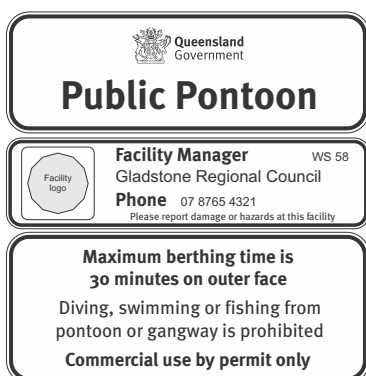 Queensland
Government
Public Pontoon
Facility Manager WS 58
Facility
logo
Gladstone Regional Council
Phone 07 8765 4321
Please report damage or hazards at this facility
Maximum berthing time is
30 minutes on outer face
Diving, swimming or fishing from
pontoon or gangway is prohibited
Commercial use by permit only